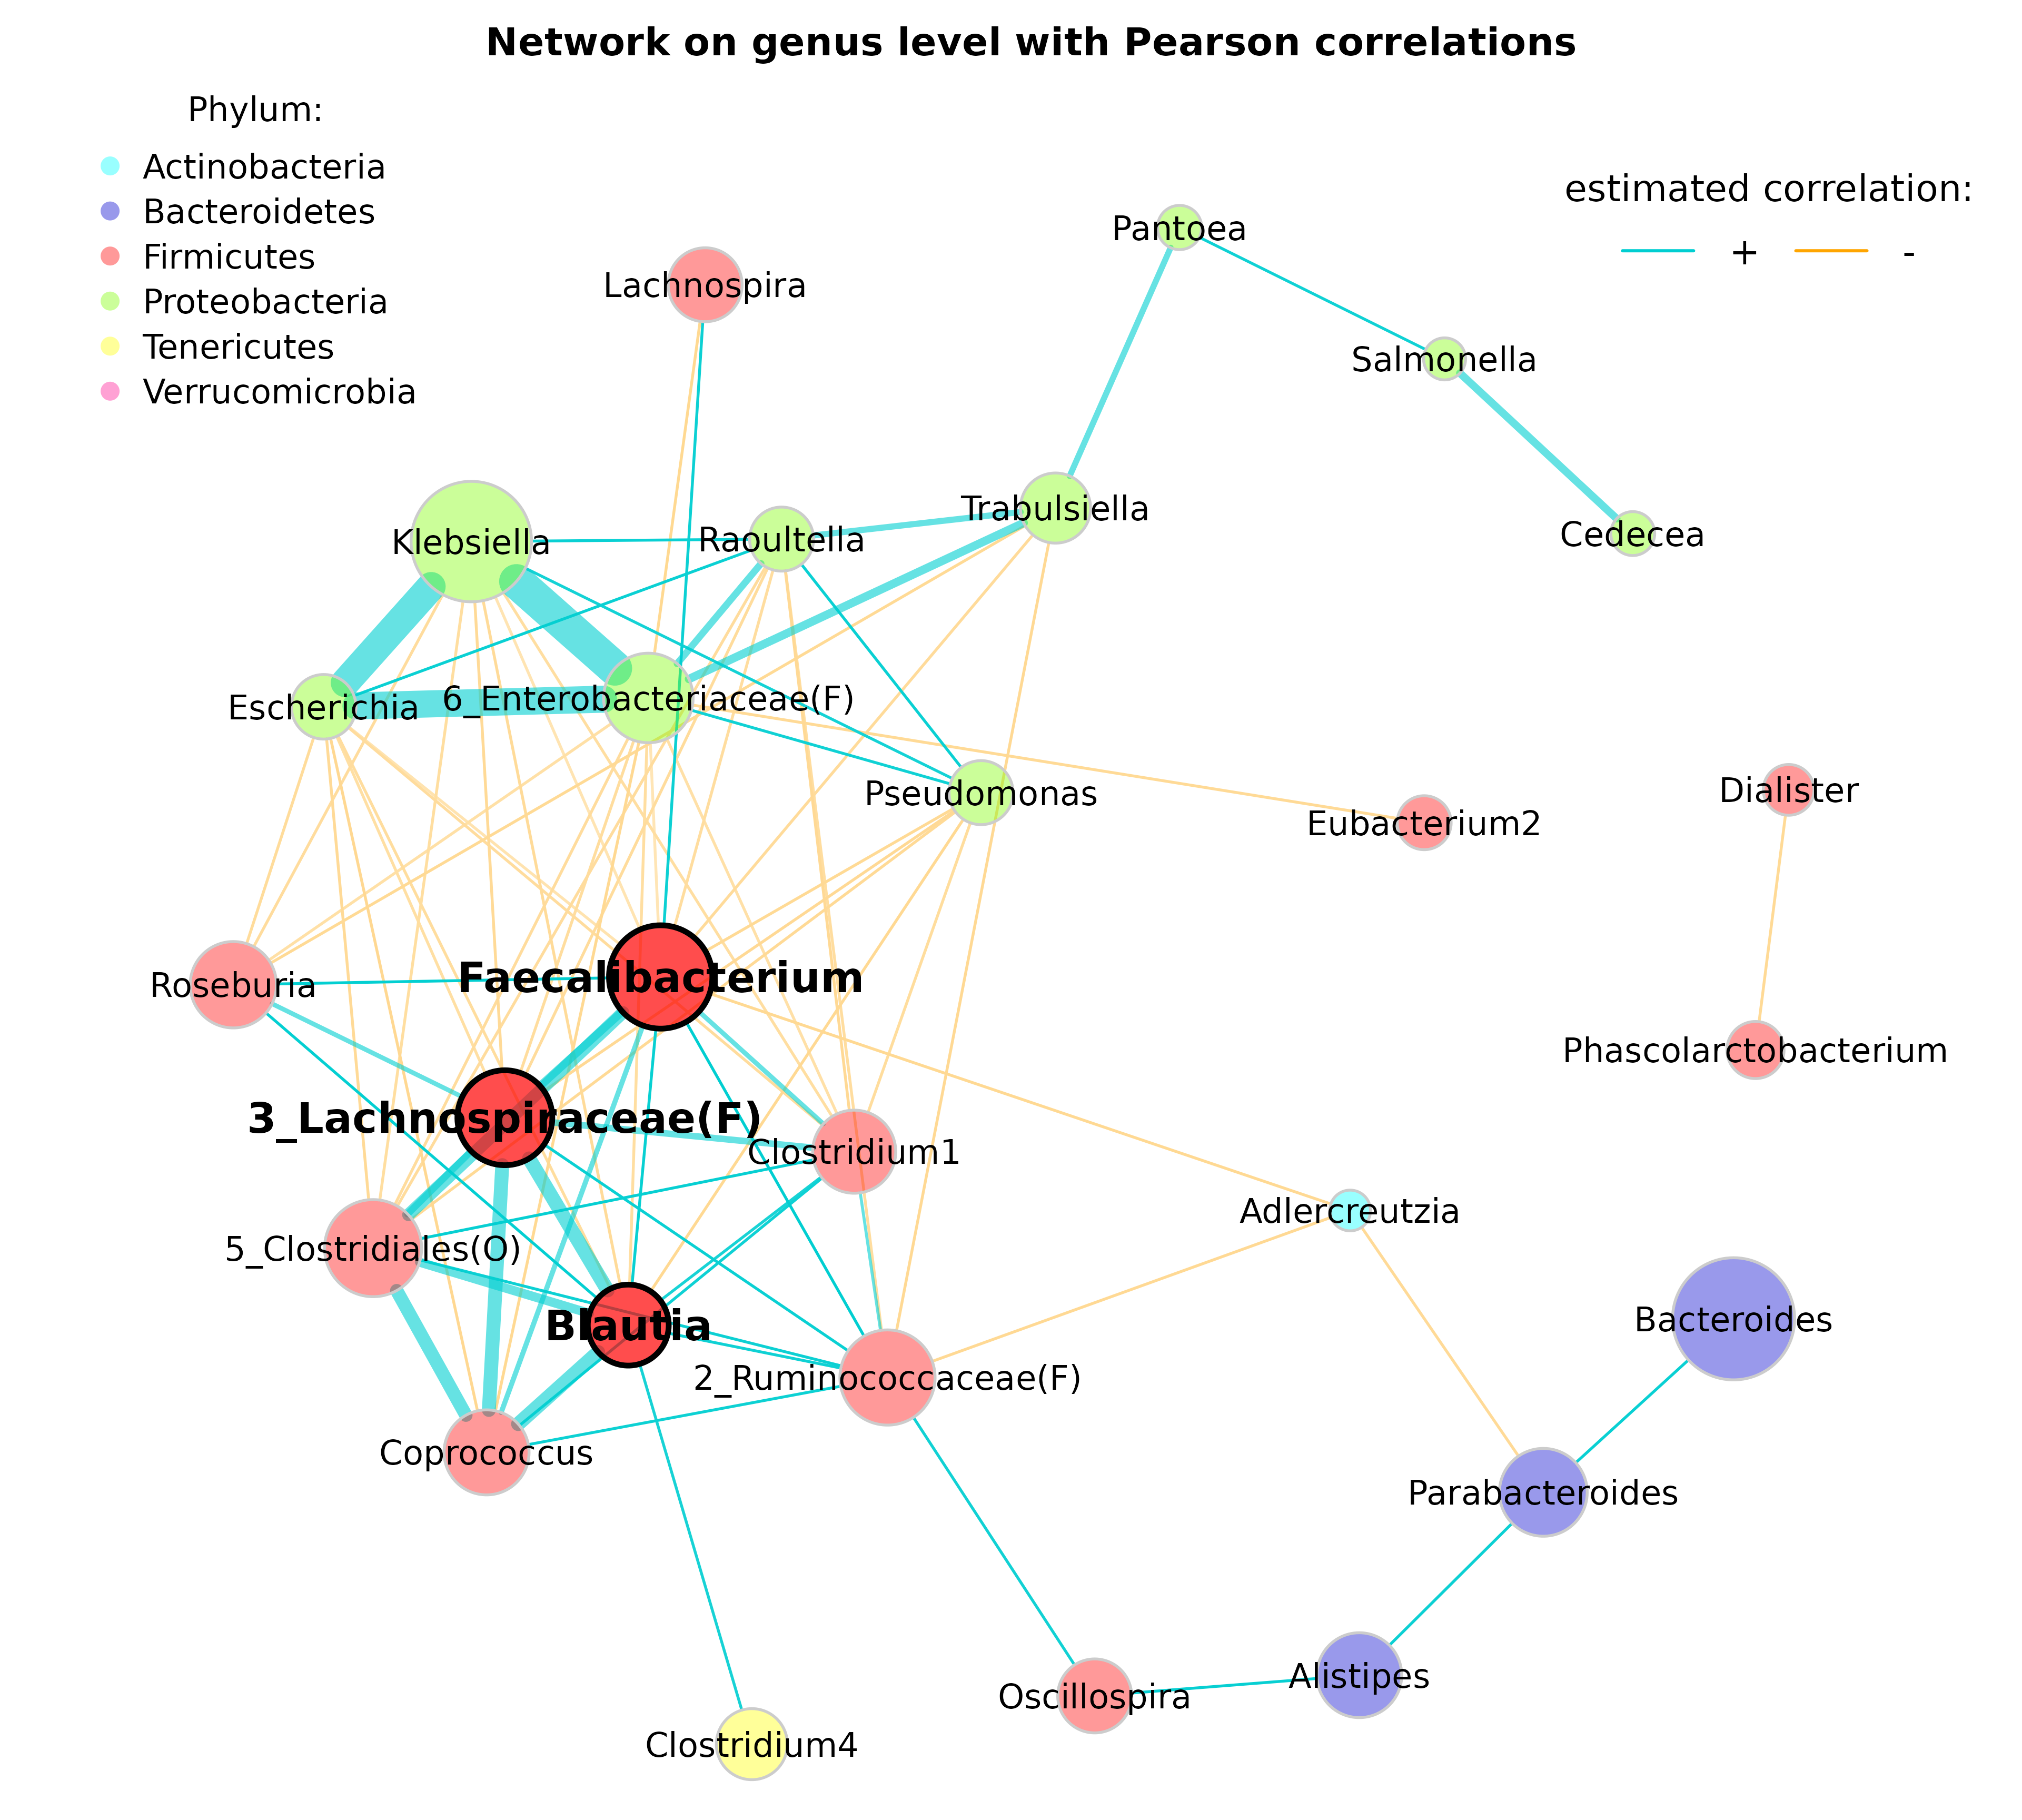 Network on genus level with Pearson correlations
Phylum:
Actinobacteria
Bacteroidetes
Firmicutes
Proteobacteria
Tenericutes
Verrucomicrobia
estimated correlation:
+ -
Pantoea
Lachnospira
Salmonella
Trabulsiella
Cedecea
Klebsiella
Raoultella
Escherichia
6_Enterobacteriaceae(F)
Pseudomonas
Dialister
Eubacterium2
Faecalibacterium
Roseburia
Phascolarctobacterium
3_Lachnospiraceae(F)
Clostridium1
Adlercreutzia
5_Clostridiales(O)
Bacteroides
Blautia
2_Ruminococcaceae(F)
Coprococcus
Parabacteroides
Alistipes
Oscillospira
Clostridium4